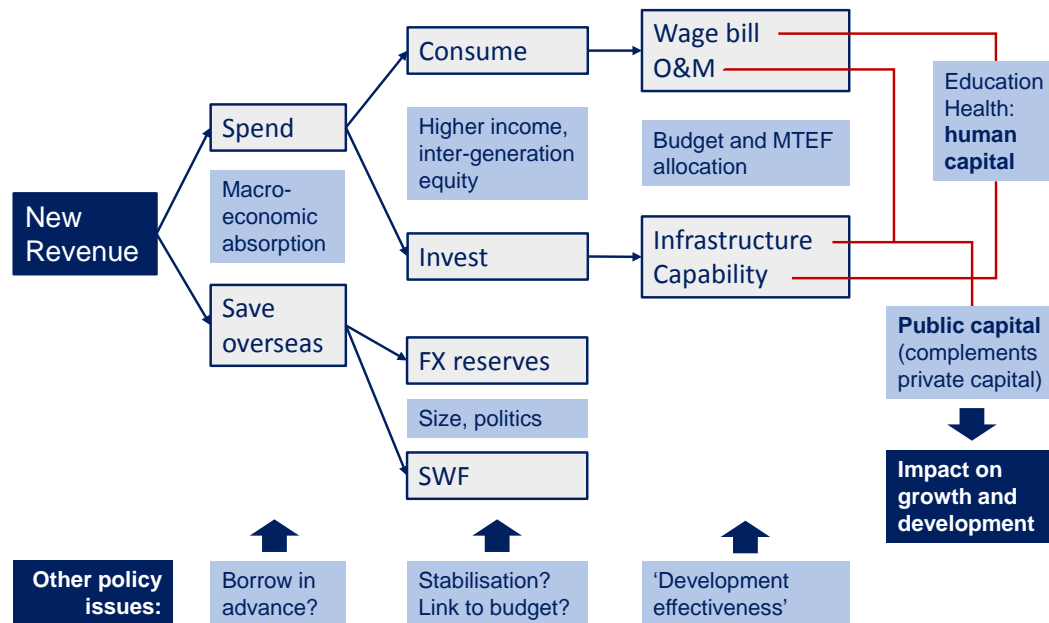 New
Revenue
Spend
Macro-
economic
absorption
Save
overseas
Consume
Higher income,
inter-generation
equity
Invest
FX reserves
Size, politics
SWF
Wage bill
O&M
Budget and MTEF
allocation
Infrastructure
Capability
Education
Health:
human
capital
Public capital
(complements
private capital)
Impact on
growth and
development
Other policy
issues:
Borrow in
advance?
Stabilisation?
Link to budget?
‘Development
effectiveness’